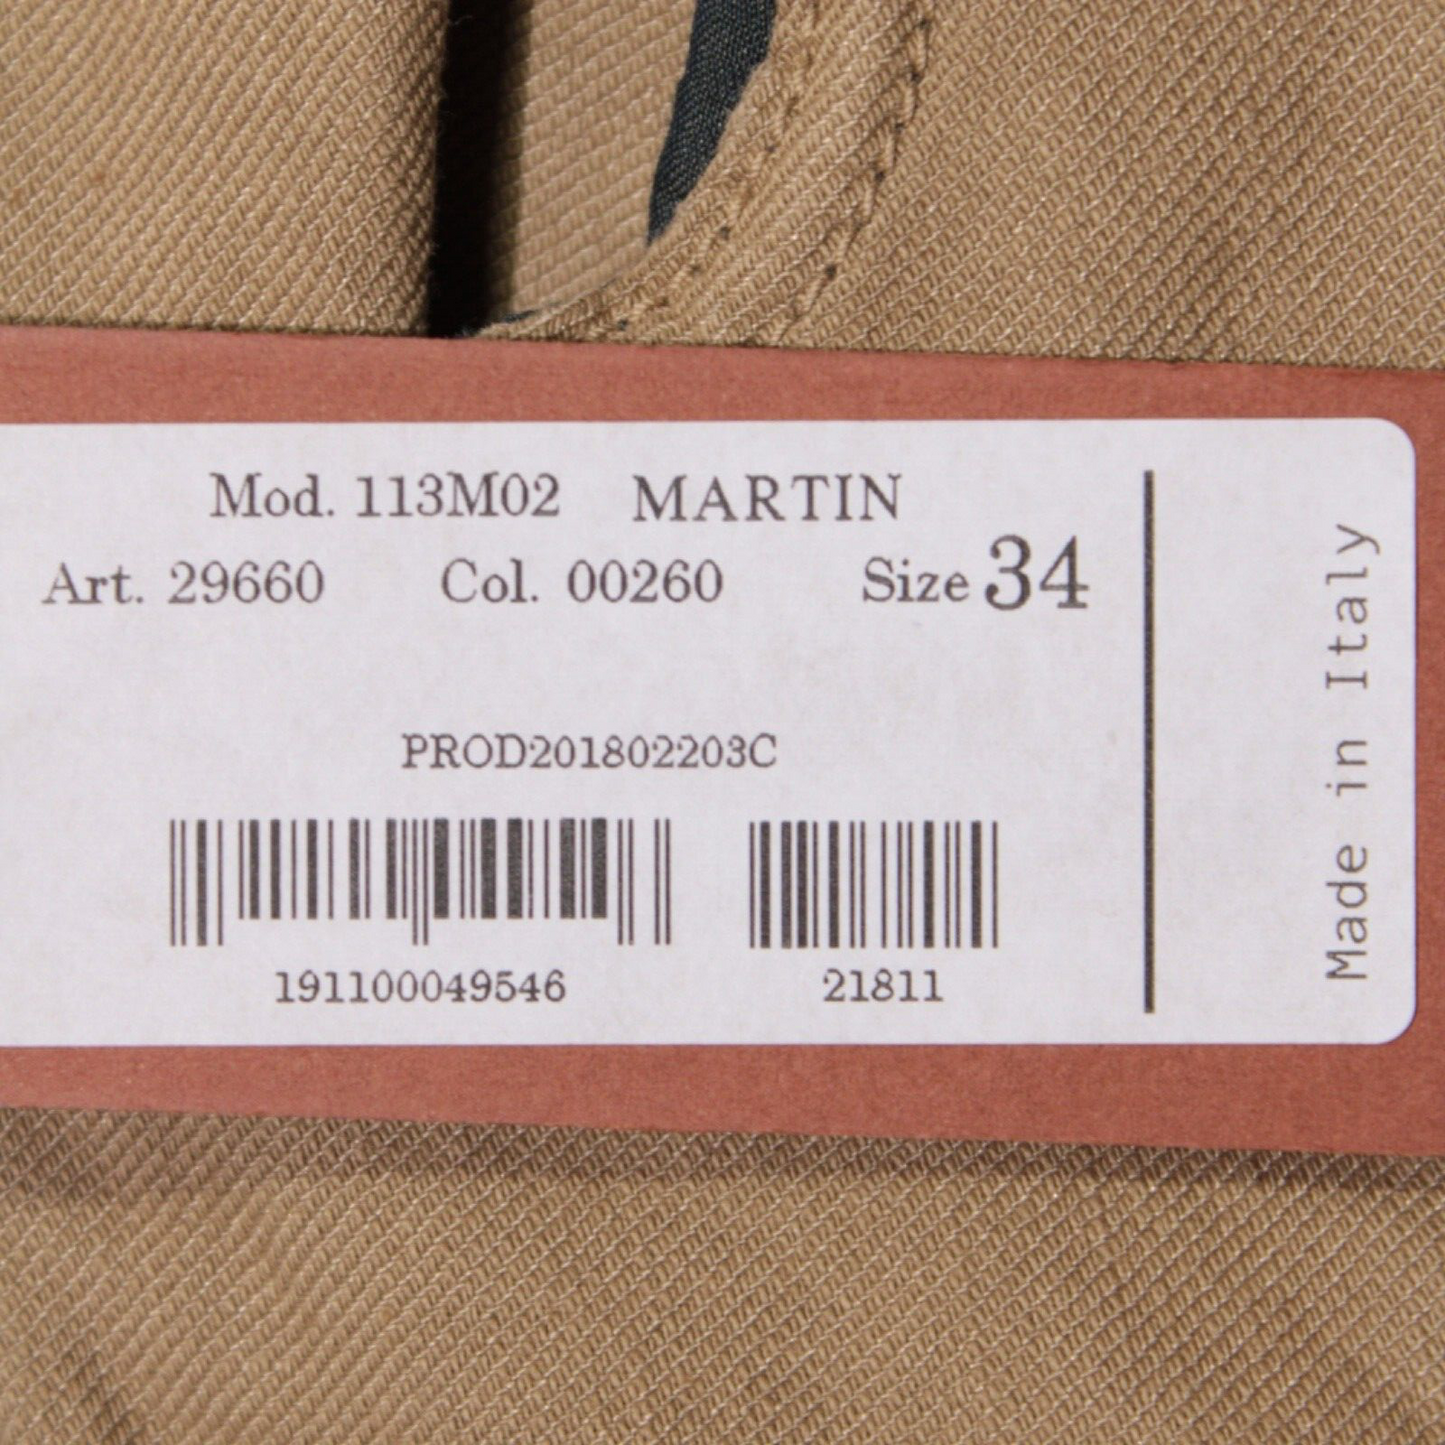 Mod. 113M02 MARTIN
Art. 29660 Col. 00260 Size 34
PROD201802203C
191100049546 21811
Made in Italy